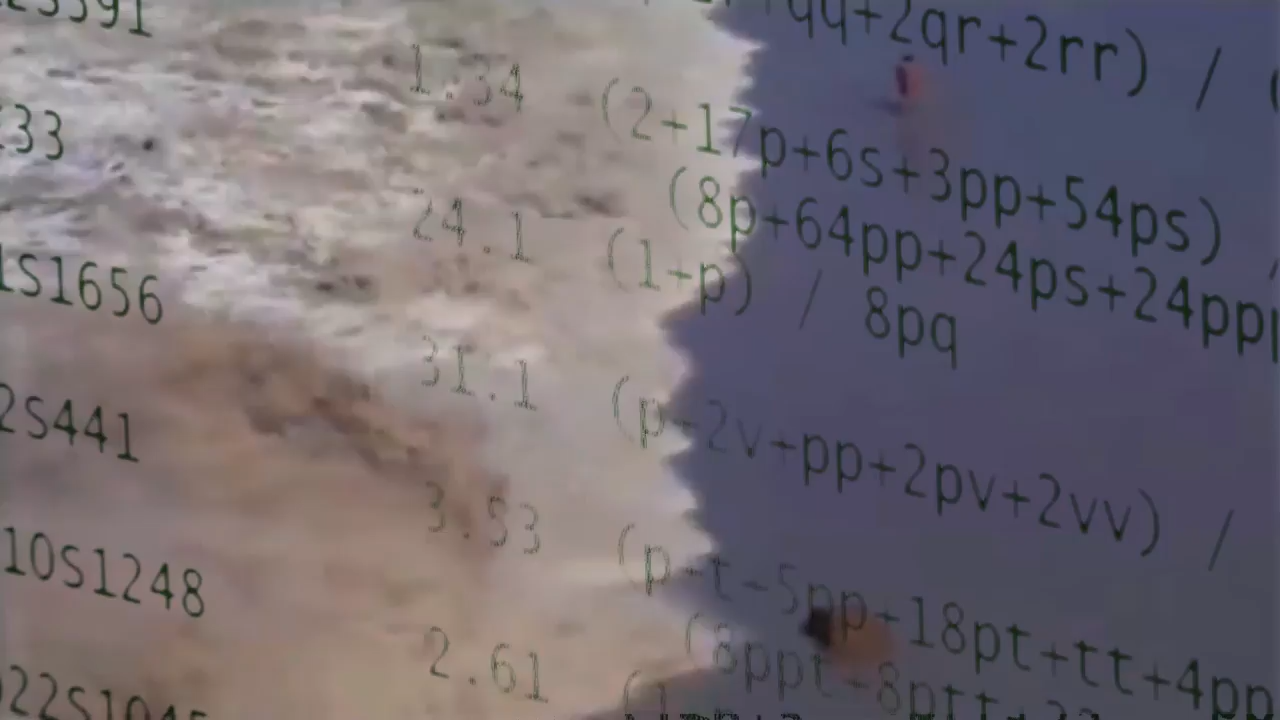 qq+2qr+2rr) / (
1.34 (2+17p+6s+3pp+54ps)
33 (8p+64pp+24ps+24pp
24.1 (1-p) / 8pq
1S1656
31.1 (p-2v+pp+2pv+2vv) /
2S441
3.53 (p-t-5pp+18pt+tt+4pp
10S1248 (8ppt-8ptt+
2.61